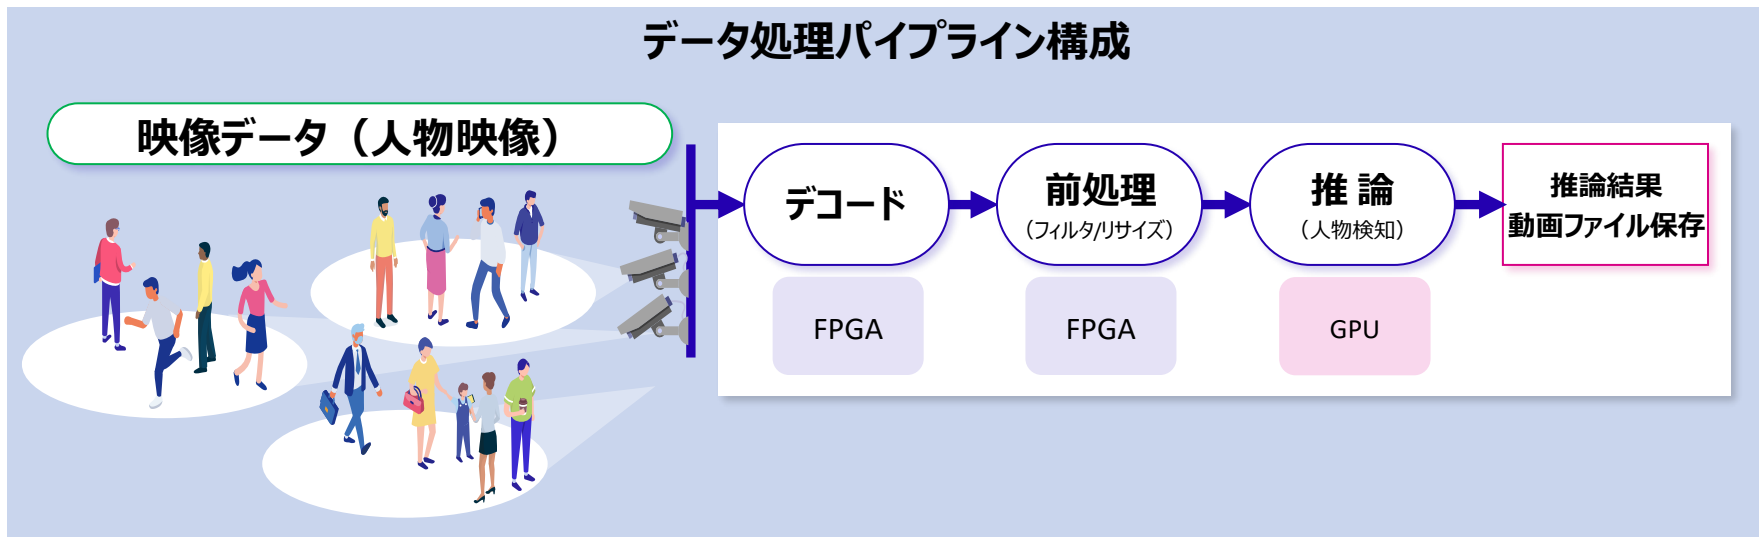 データ処理パイプライン構成
映像データ（人物映像）
デコード
前処理
（フィルタ/リサイズ）
推 論
（人物検知）
推論結果
動画ファイル保存
FPGA
FPGA
GPU